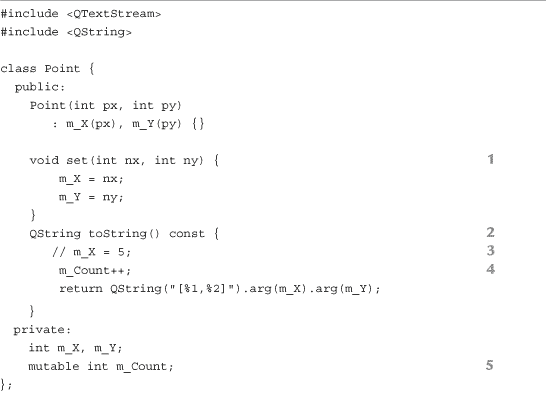 #include <QTextStream>
#include <QString>
class Point {
public:
Point(int px, int py)
: m_X(px), m_Y(py) {}
void set(int nx, int ny) { 1
m_X = nx;
m_Y = ny;
}
QString toString() const { 2
// m_X = 5; 3
m_Count++; 4
return QString("[%1,%2]").arg(m_X).arg(m_Y);
}
private:
int m_X, m_Y;
mutable int m_Count; 5
};